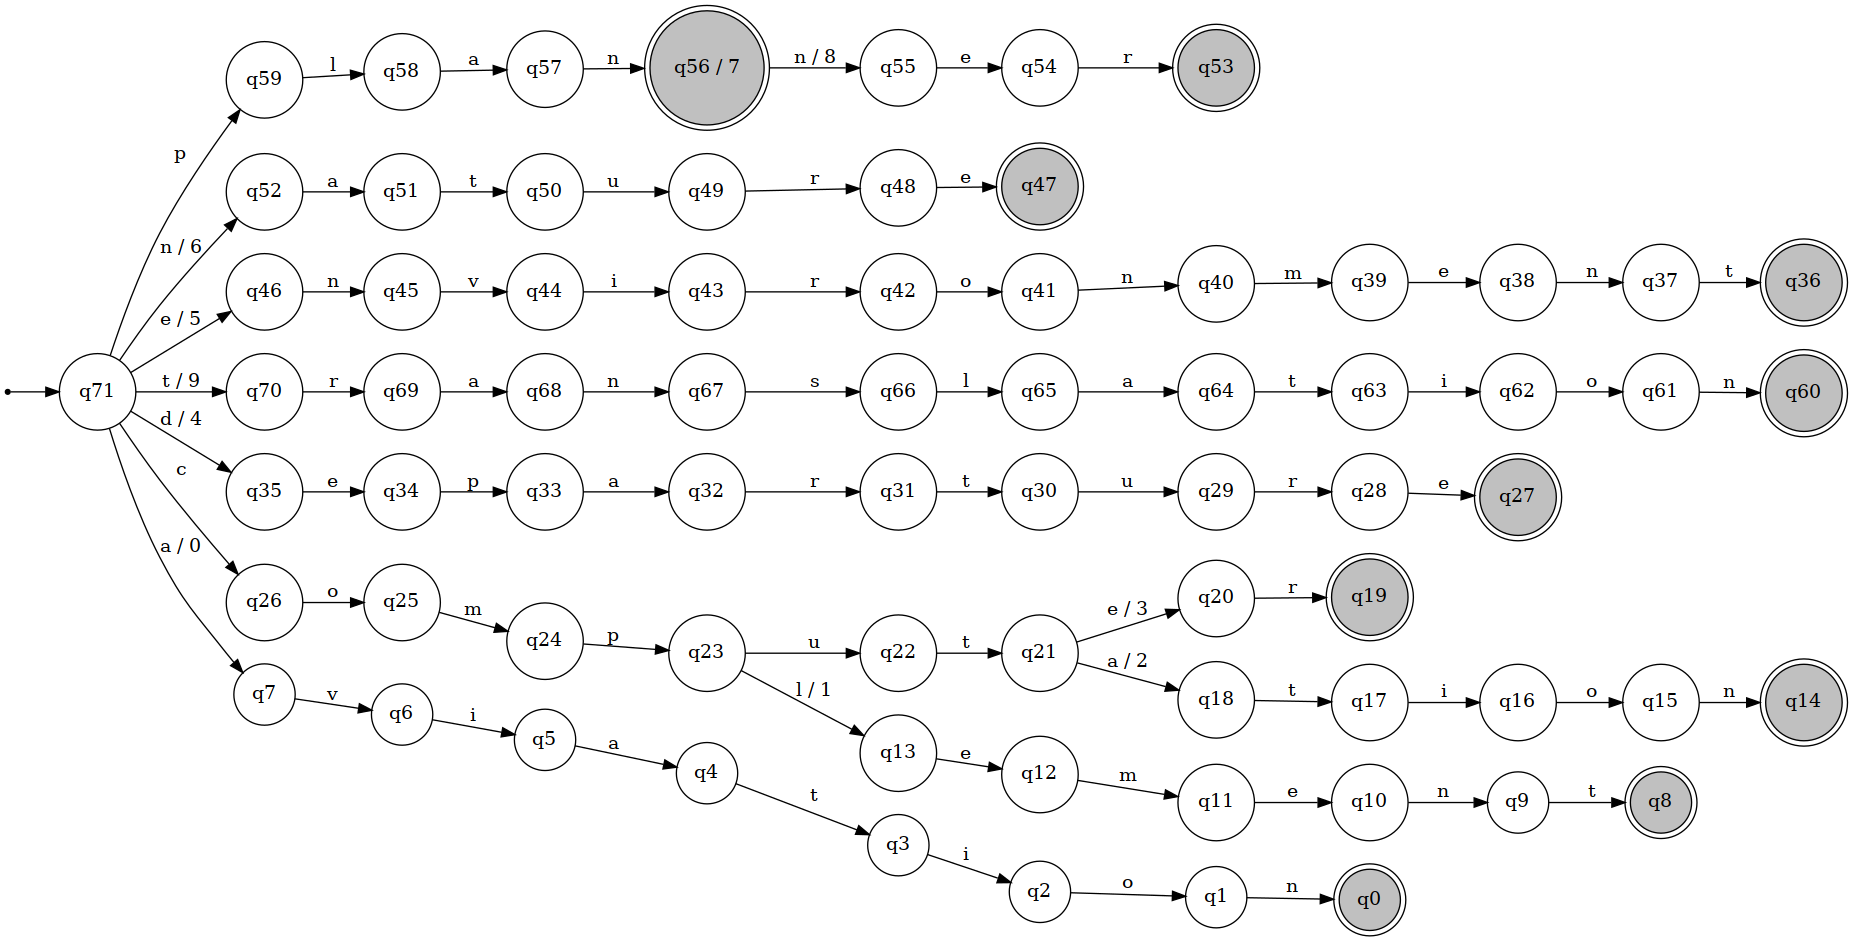 q59 l q58 a q57 n q56 / 7 n / 8 q55 e q54 r q53
p
q52 a q51 t q50 u q49 r q48 e q47
n / 6
q46 n q45 v q44 i q43 r q42 o q41 n q40 m q39 e q38 n q37 t q36
e / 5
q71 t / 9 q70 r q69 a q68 n q67 s q66 l q65 a q64 t q63 i q62 o q61 n q60
d / 4
c
q35 e q34 p q33 a q32 r q31 t q30 u q29 r q28 e q27
a / 0
q26 o q25 m q24 p q23 u q22 t q21 e / 3 q20 r q19
a / 2 q18 t q17 i q16 o q15 n q14
l / 1 q13 e q12 m q11 e q10 n q9 t q8
q7 v q6 i q5 a q4 t q3 i q2 o q1 n q0